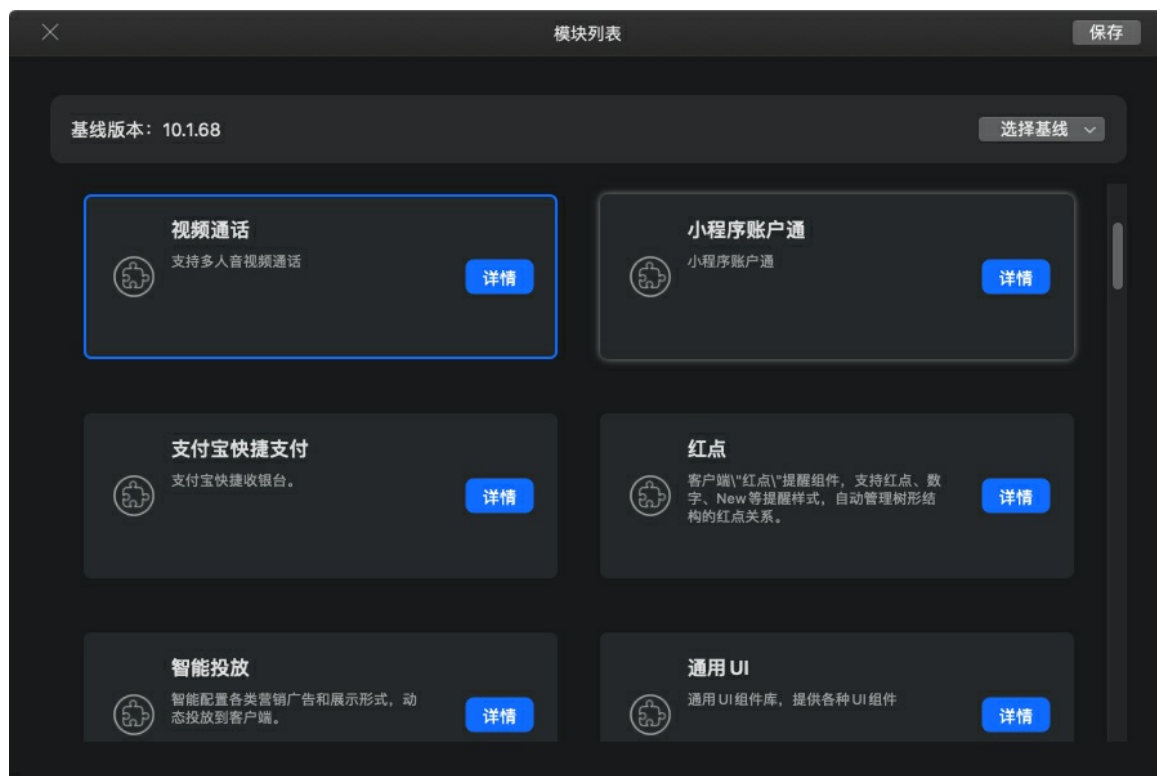 模块列表
保存
基线版本：10.1.68
选择基线
视频通话
支持多人音视频通话
详情
小程序账户通
小程序账户通
详情
支付宝快捷支付
支付宝快捷收银台。
详情
红点
客户端\"红点\"提醒组件，支持红点、数
字、New等提醒样式，自动管理树形结
构的红点关系。
详情
智能投放
智能配置各类营销广告和展示形式，动
态投放到客户端。
详情
通用 UI
通用 UI 组件库，提供各种 UI 组件
详情